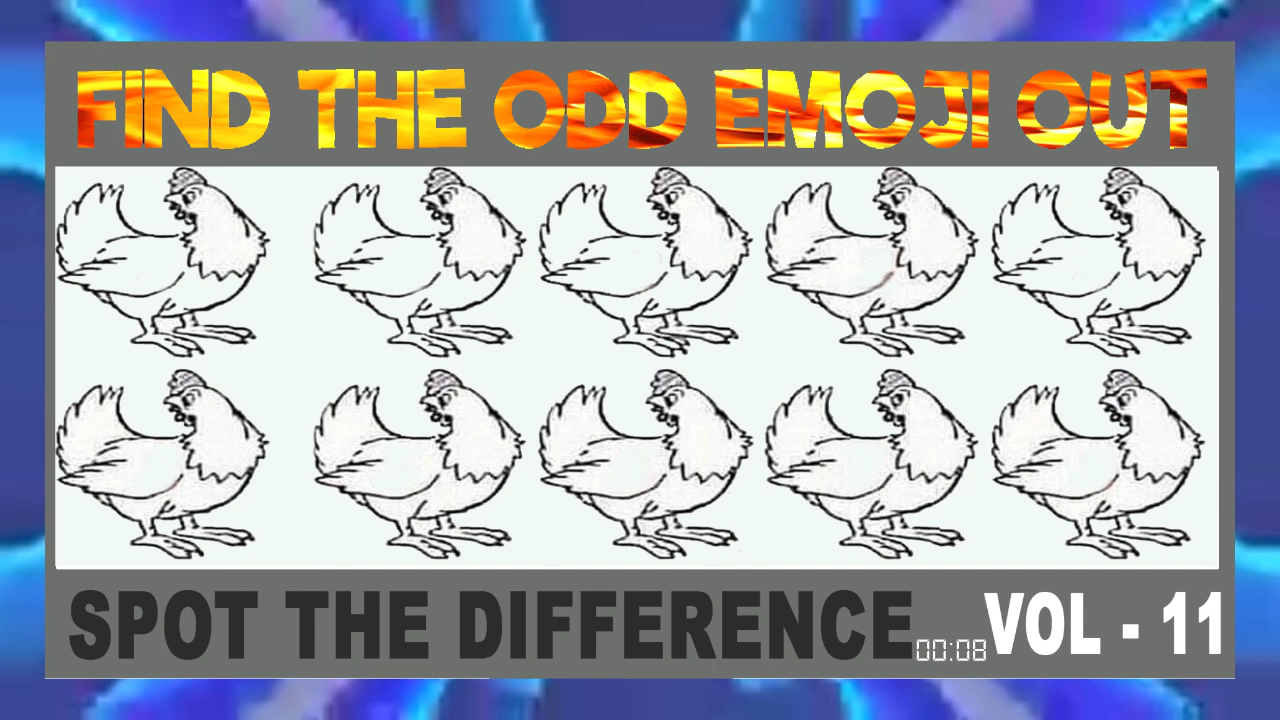 FIND THE ODD EMOJI OUT
SPOT THE DIFFERENCE 00:08 VOL - 11